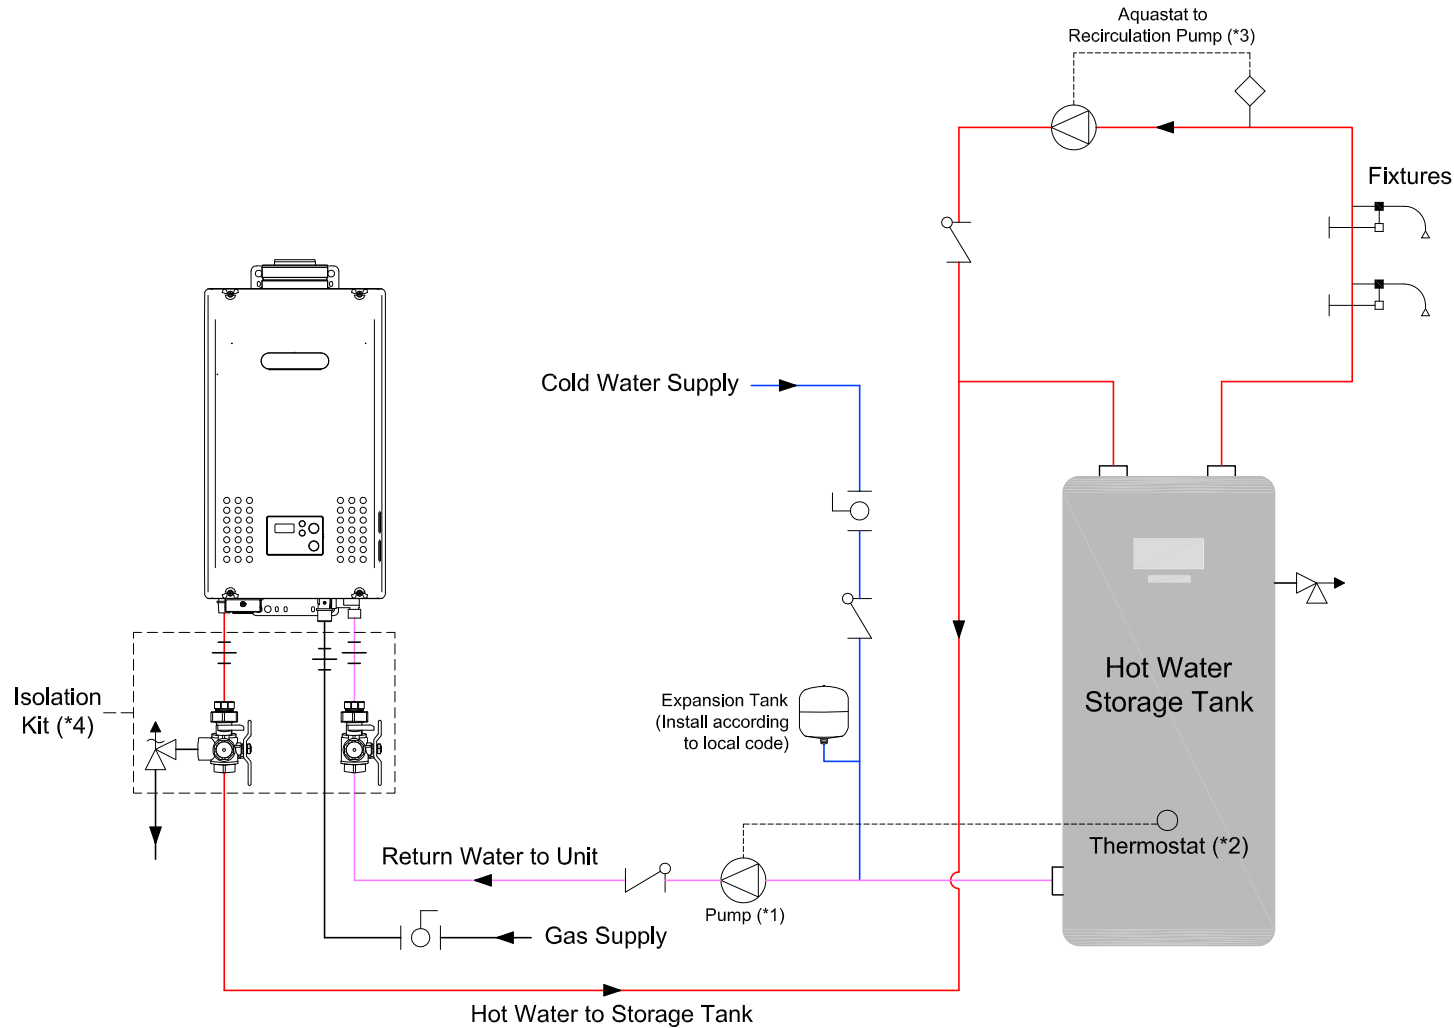 Aquastat to
Recirculation Pump (*3)
Fixtures
Cold Water Supply
Hot Water
Storage Tank
Isolation
Kit (*4)
Expansion Tank
(Install according
to local code)
Thermostat (*2)
Return Water to Unit
Pump (*1)
Gas Supply
Hot Water to Storage Tank